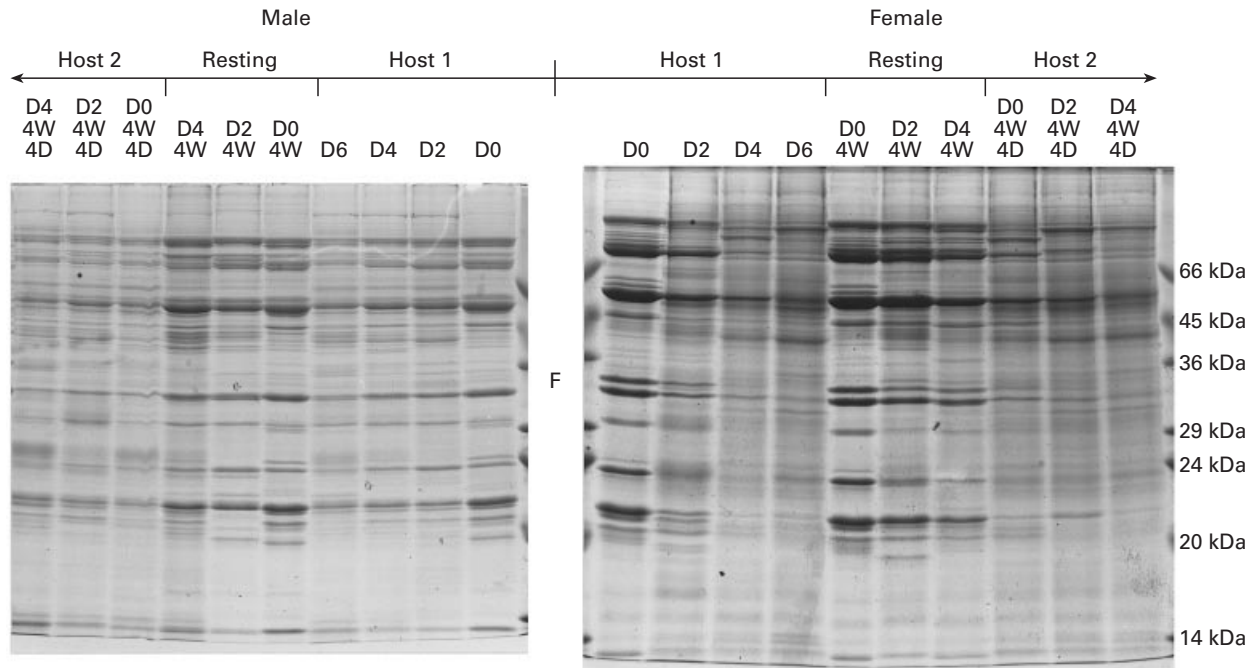 Male Female
Host 2 Resting Host 1 Host 1 Resting Host 2
D4 D2 D0 D0 D2 D4
4W 4W 4W D4 D2 D0 D0 D2 D4 4W 4W 4W
4D 4D 4D 4W 4W 4W D6 D4 D2 D0 D0 D2 D4 D6 4W 4W 4W 4D 4D 4D
66 kDa
45 kDa
36 kDa
F
29 kDa
24 kDa
20 kDa
14 kDa